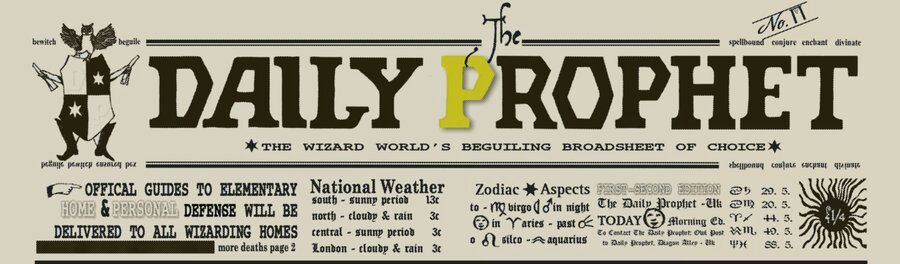 The
No. 11
bewitch beguile
spellbound conjure enchant divinate
DAILY PROPHET
THE WIZARD WORLD'S BEGUILING BROADSHEET OF CHOICE
OFFICAL GUIDES TO ELEMENTARY
HOME & PERSONAL DEFENSE WILL BE
DELIVERED TO ALL WIZARDING HOMES
more deaths page 2
National Weather
south - sunny period 13c
north - cloudy & rain 3c
central - sunny period 3c
London - cloudy & rain 3c
Zodiac Aspects
to - ♍ virgo in night
in ♈ aries - past
o ♌ silco - ♒ aquarius
FIRST-SECOND EDITION
The Daily Prophet - Uk
TODAY Morning Ed.
To Contact The Daily Prophet: Owl Post
to Daily Prophet, Diagon Alley - Uk
29. 5.
20. 5.
44. 5.
88. 5.